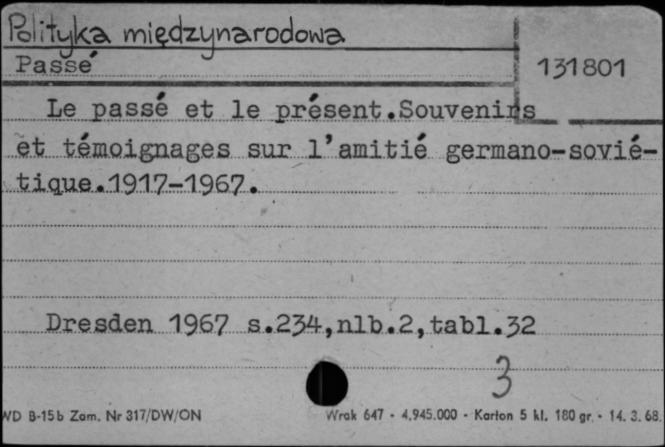 Polityka międzynarodowa
Passé
131801
Le passé et le présent.Souvenirs
et témoignages sur l'amitié germano-sovié-
tique.1917-1967.
Dresden 1967 s.234,nlb.2,tabl.32
3
WD B-15b Zam. Nr 317/DW/ON Wrak 647 - 4.945.000 - Karton 5 kl. 180 gr. - 14. 3. 68.